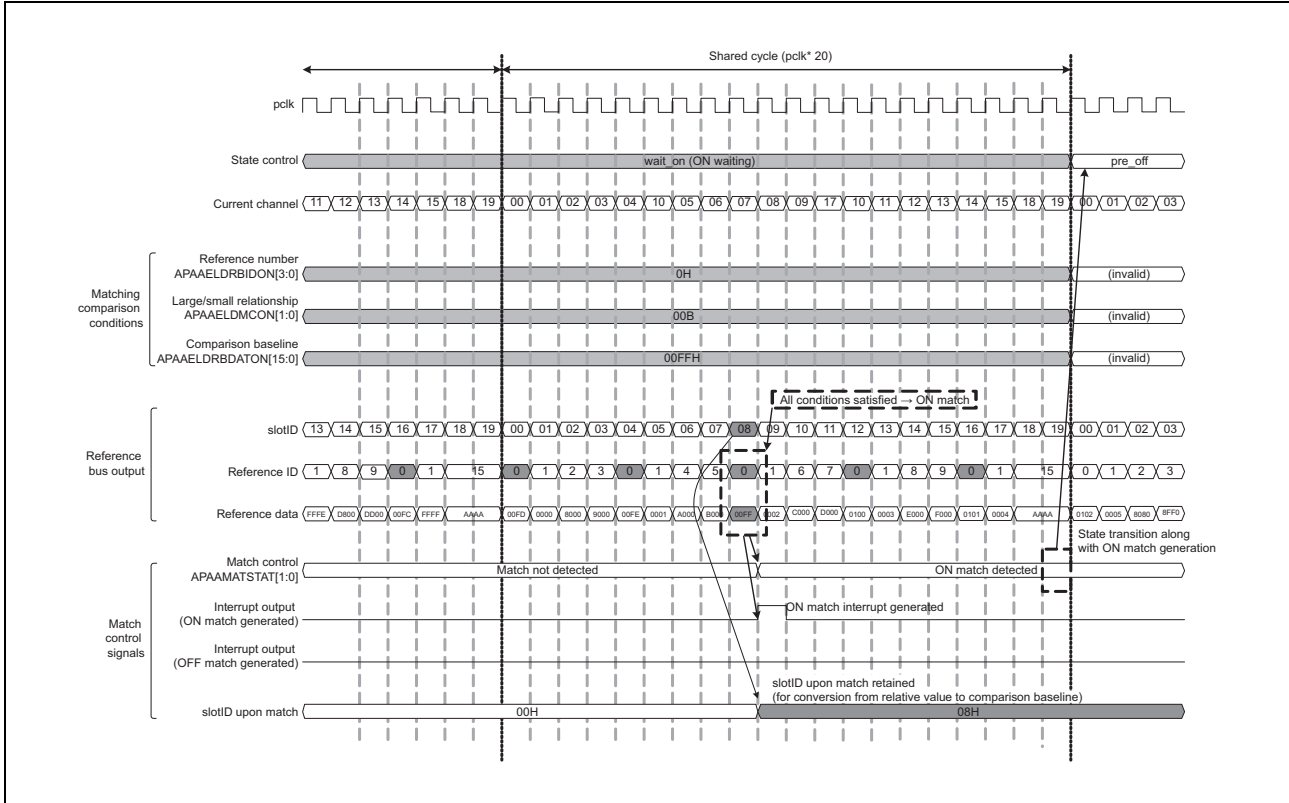 Shared cycle (pclk* 20)
pclk
State control
wait_on (ON waiting)
pre_off
Current channel
11 12 13 14 15 18 19 00 01 02 03 04 10 05 06 07 08 09 17 10 11 12 13 14 15 18 19 00 01 02 03
Matching
comparison
conditions
Reference number
APAAELDRBIDON[3:0]
0H
(invalid)
Large/small relationship
APAAELDMCON[1:0]
00B
(invalid)
Comparison baseline
APAAELDRBDATON[15:0]
00FFH
(invalid)
All conditions satisfied → ON match
Reference
bus output
slotID
13 14 15 16 17 18 19 00 01 02 03 04 05 06 07 08 09 10 11 12 13 14 15 16 17 18 19 00 01 02 03
Reference ID
1 8 9 0 1 15 0 1 2 3 0 1 4 5 0 1 6 7 0 1 8 9 0 1 15 0 1 2 3
Reference data
FFFE D800 DD00 00FC FFFF AAAA 00FD 0000 8000 9000 00FE 0001 A000 B000 00FF 0002 C000 D000 0100 0003 E000 F000 0101 0004 AAAA 0102 0005 8080 8FF0
State transition along
with ON match generation
Match
control
signals
Match control
APAAMATSTAT[1:0]
Match not detected
ON match detected
Interrupt output
(ON match generated)
ON match interrupt generated
Interrupt output
(OFF match generated)
slotID upon match retained
(for conversion from relative value to comparison baseline)
slotID upon match
00H
08H